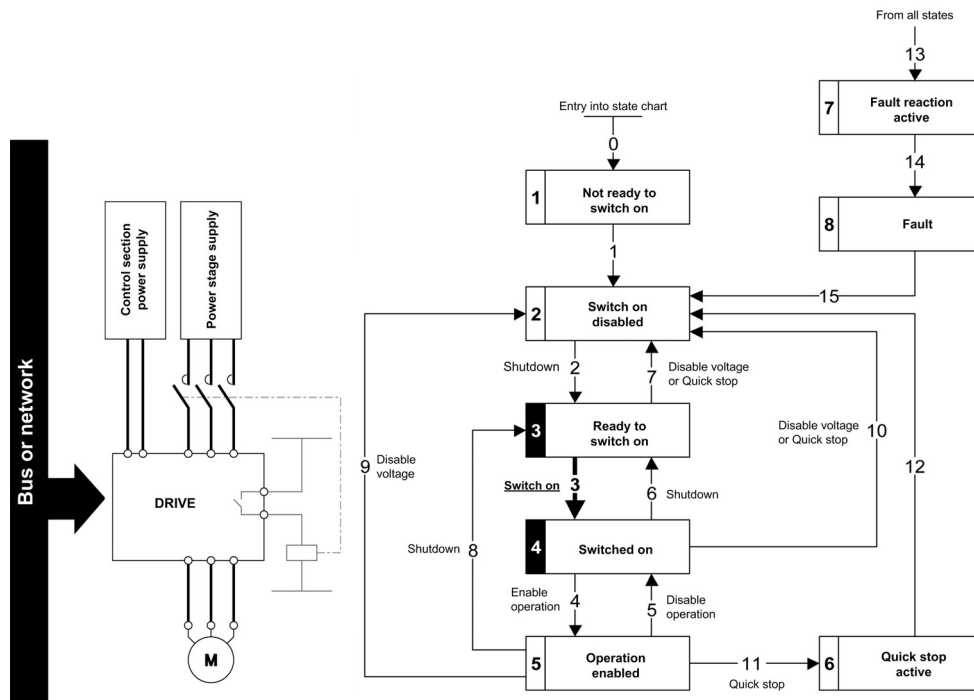 Bus or network
Control section
power supply
Power stage supply
DRIVE
M
From all states
13
7
Fault reaction
active
14
8
Fault
15
Entry into state chart
0
1
Not ready to
switch on
1
2
Switch on
disabled
Shutdown
2
7
Disable voltage
or Quick stop
3
Ready to
switch on
Switch on
3
6
Shutdown
4
Switched on
Disable voltage
or Quick stop
10
12
9
Disable
voltage
Shutdown
8
Enable
operation
4
5
Disable
operation
5
Operation
enabled
11
Quick stop
6
Quick stop
active